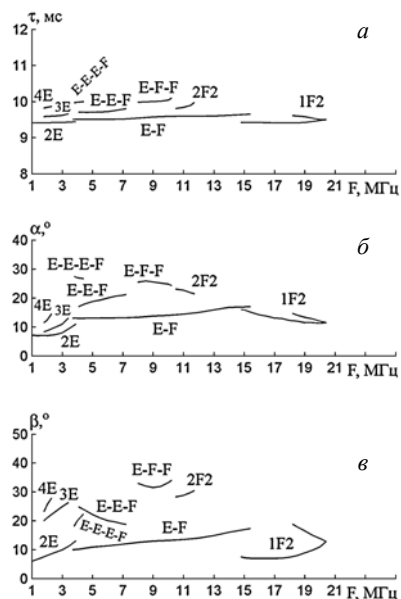 τ, мс
а
12
11
10
9
8
4E
3E
E-E-E-F
E-E-F
E-F-F
2F2
1F2
2E
E-F
1 3 5 7 9 11 13 15 17 19 21
F, МГц
α,º
б
40
30
20
10
0
E-E-E-F
E-F-F
E-E-F
2F2
4E
3E
1F2
2E
E-F
1 3 5 7 9 11 13 15 17 19 21
F, МГц
β,º
в
50
40
30
20
10
0
E-F-F
4E
3E
2F2
E-E-F
E-E-E-F
E-F
2E
1F2
1 3 5 7 9 11 13 15 17 19 21
F, МГц